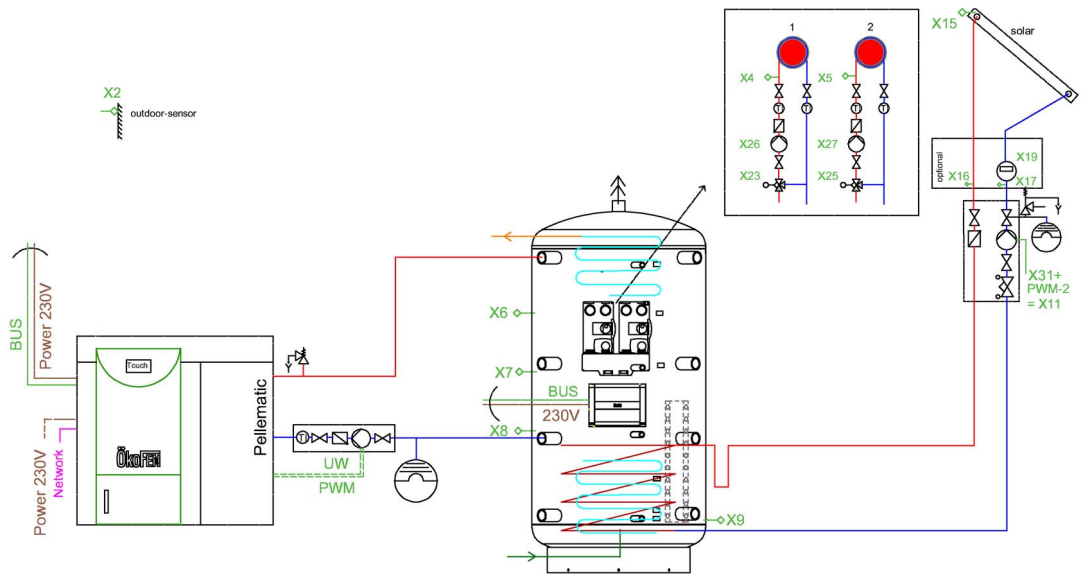 X15
solar
1
2
X4
X5
X2
outdoor-sensor
X26
X27
X19
optional
X16
X17
X23
X25
X31+
PWM-2
= X11
BUS
Power 230V
X6
Touch
Pellematic
X7
BUS
230V
X8
ÖkoFEN
UW
PWM
Power 230V
Network
X9